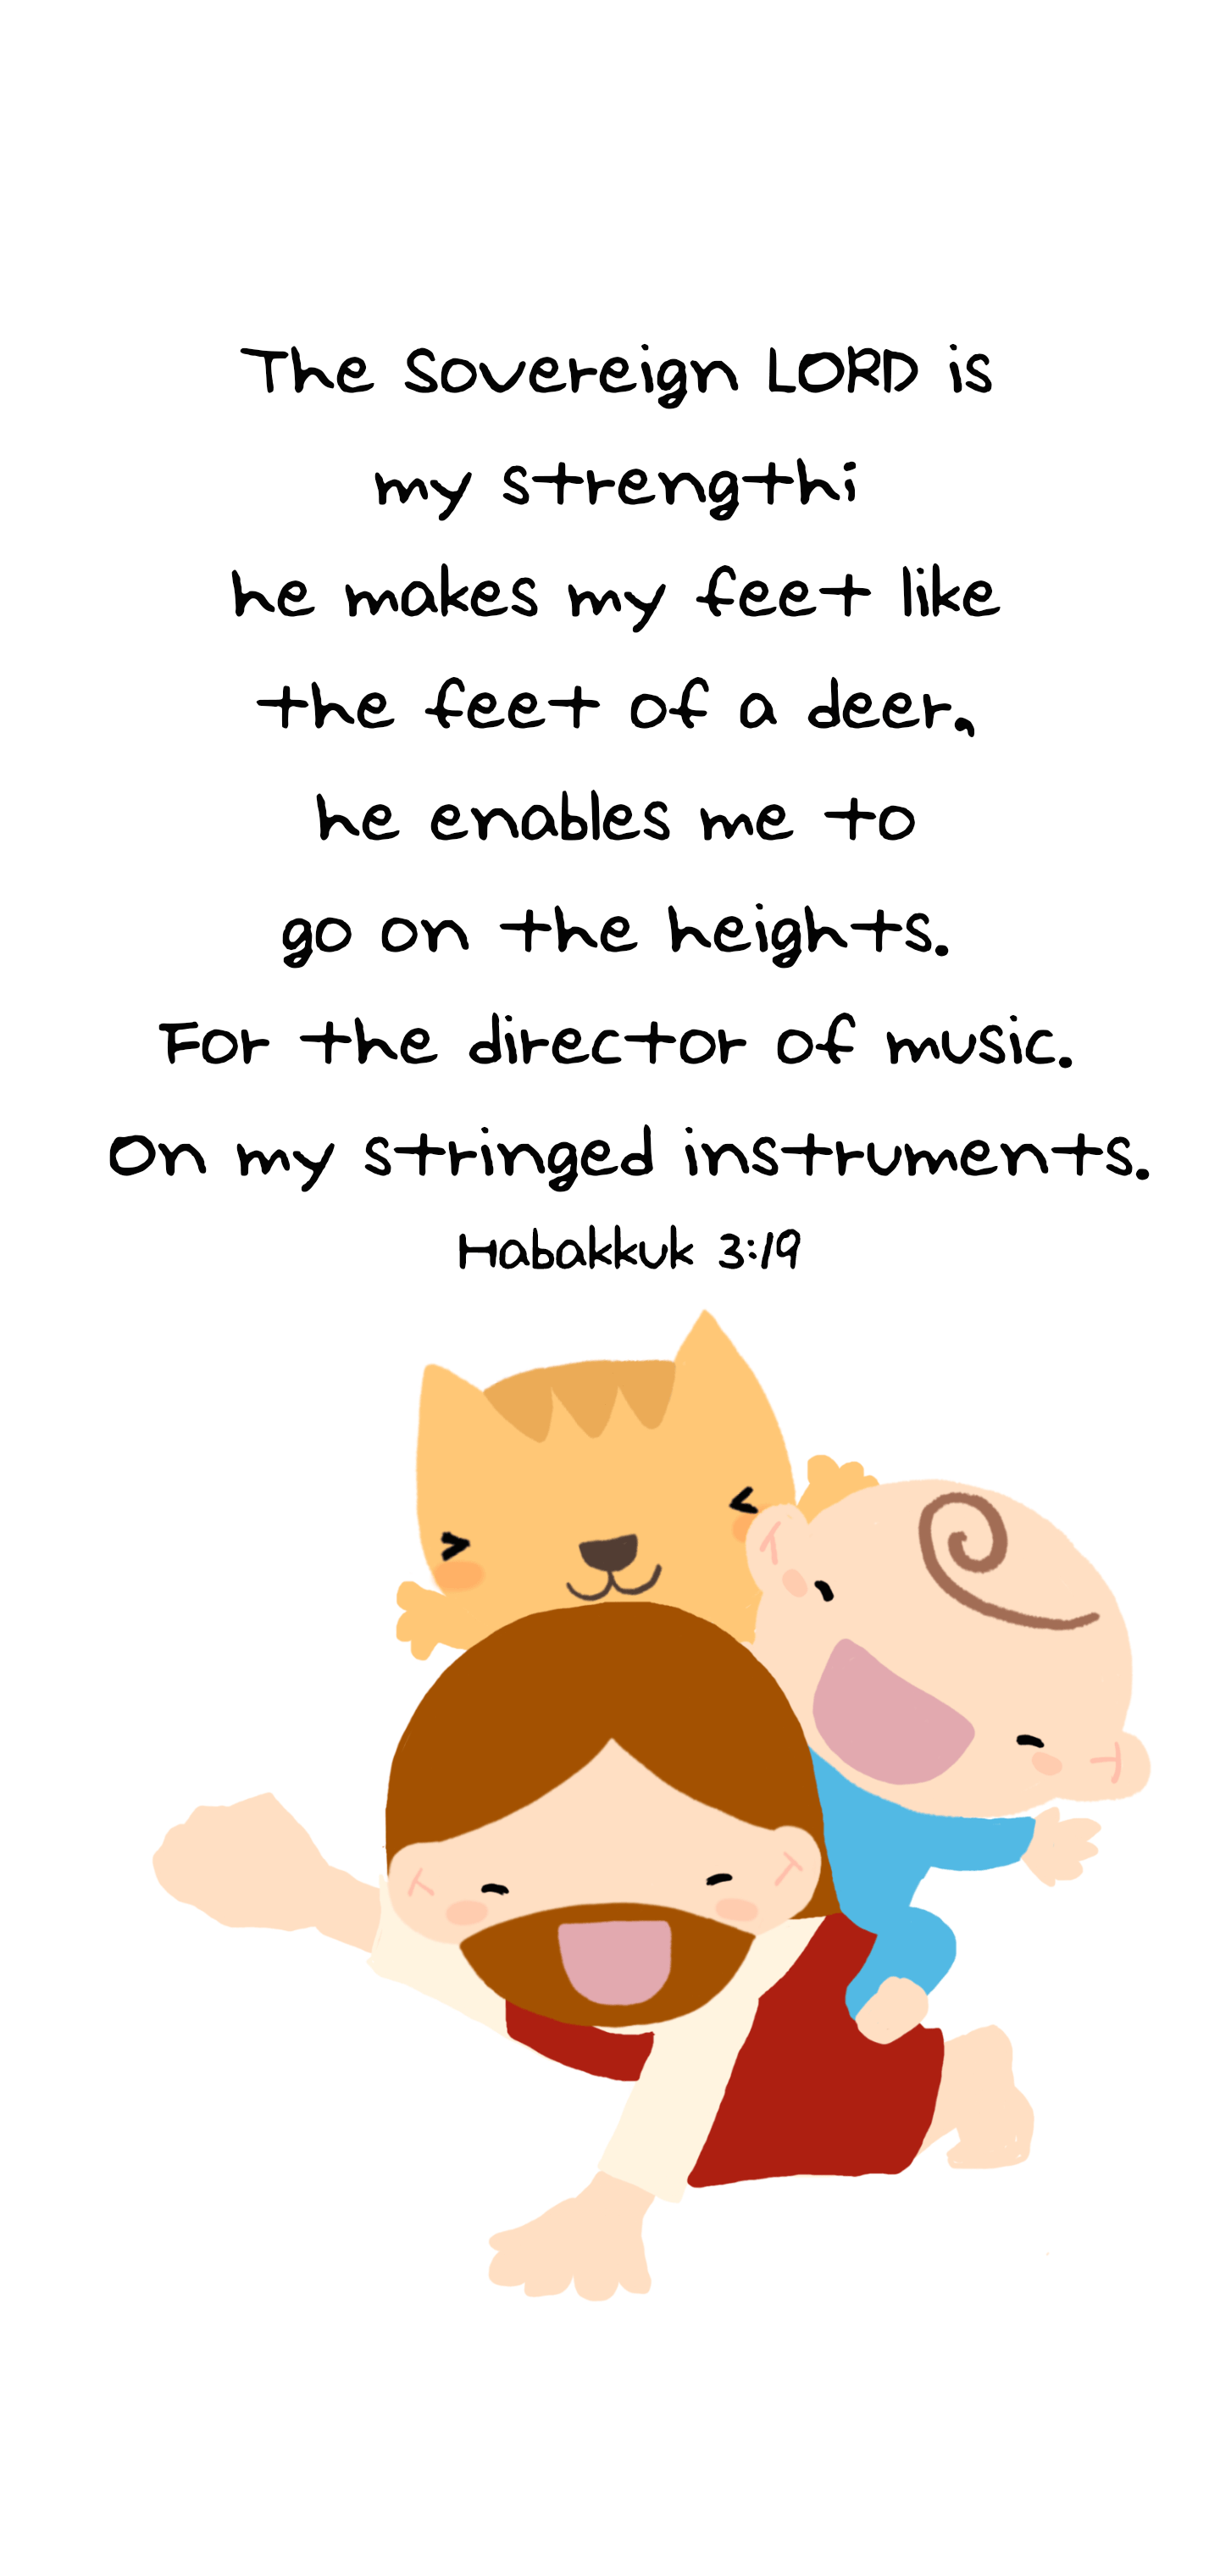 The Sovereign LORD is
my strengthi
he makes my feet like
the feet of a deer,
he enables me to
go on the heights.
For the director of music.
On my stringed instruments.
Habakkuk 3:19